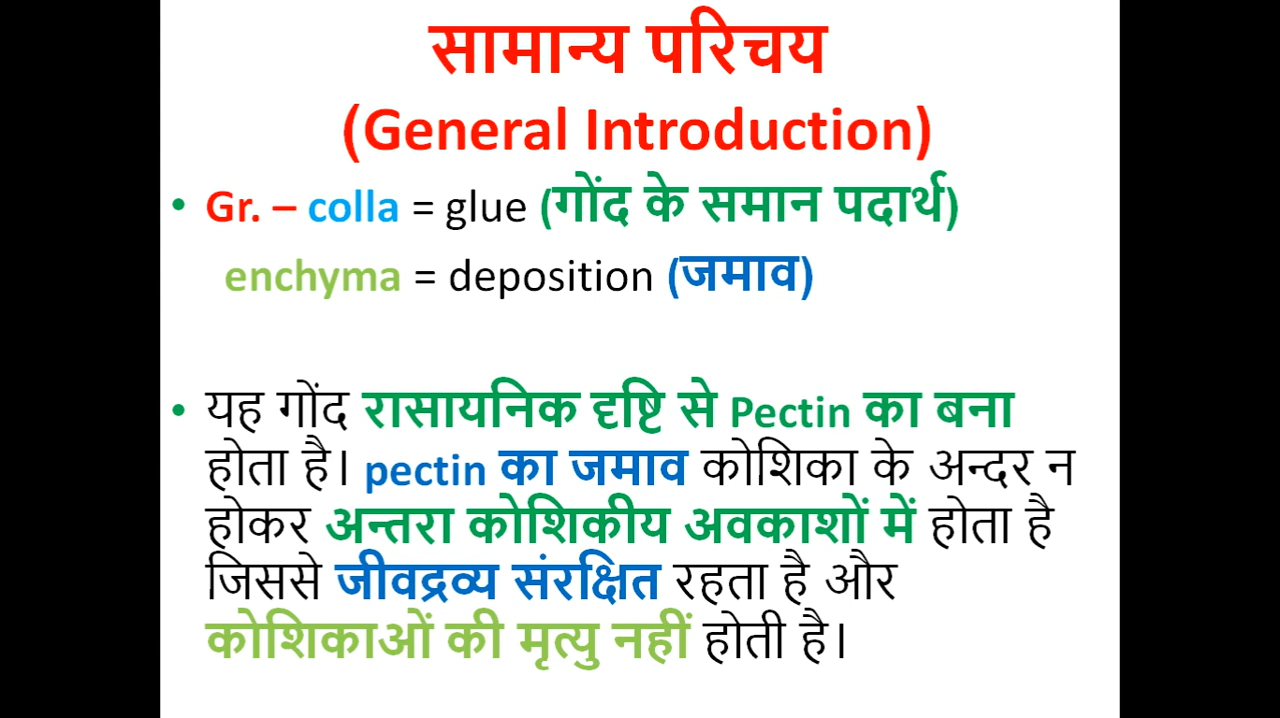 सामान्य परिचय
(General Introduction)
• Gr. – colla = glue (गोंद के समान पदार्थ)
enchyma = deposition (जमाव)
• यह गोंद रासायनिक दृष्टि से Pectin का बना
होता है। pectin का जमाव कोशिका के अन्दर न
होकर अन्तरा कोशिकीय अवकाशों में होता है
जिससे जीवद्रव्य संरक्षित रहता है और
कोशिकाओं की मृत्यु नहीं होती है।